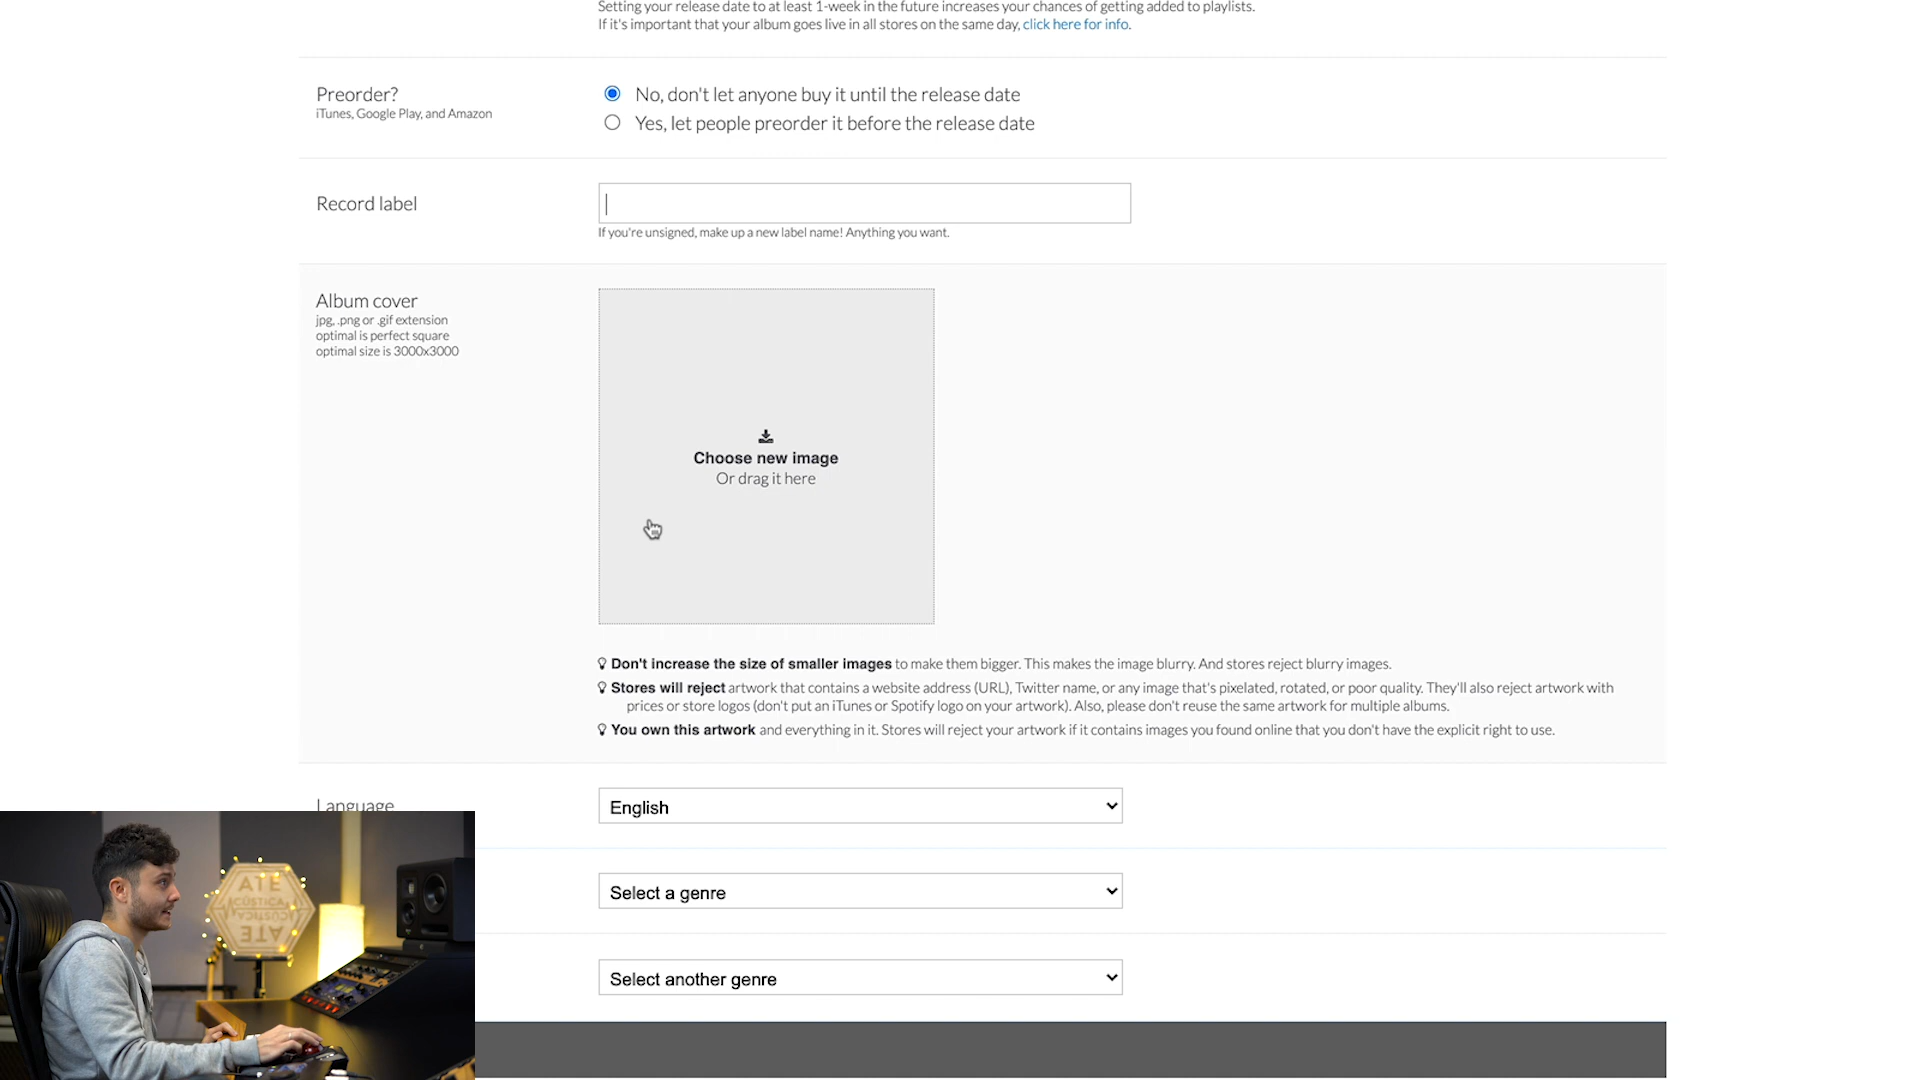 Setting your release date to at least 1-week in the future increases your chances of getting added to playlists.
If it's important that your album goes live in all stores on the same day, click here for info.
Preorder?
iTunes, Google Play, and Amazon
No, don't let anyone buy it until the release date
Yes, let people preorder it before the release date
Record label
If you're unsigned, make up a new label name! Anything you want.
Album cover
jpg, .png or .gif extension
optimal is perfect square
optimal size is 3000x3000
Choose new image
Or drag it here
Don't increase the size of smaller images to make them bigger. This makes the image blurry. And stores reject blurry images.
Stores will reject artwork that contains a website address (URL), Twitter name, or any image that's pixelated, rotated, or poor quality. They'll also reject artwork with
prices or store logos (don't put an iTunes or Spotify logo on your artwork). Also, please don't reuse the same artwork for multiple albums.
You own this artwork and everything in it. Stores will reject your artwork if it contains images you found online that you don't have the explicit right to use.
Language
English
Select a genre
Select another genre
ATE
CÚSTICA